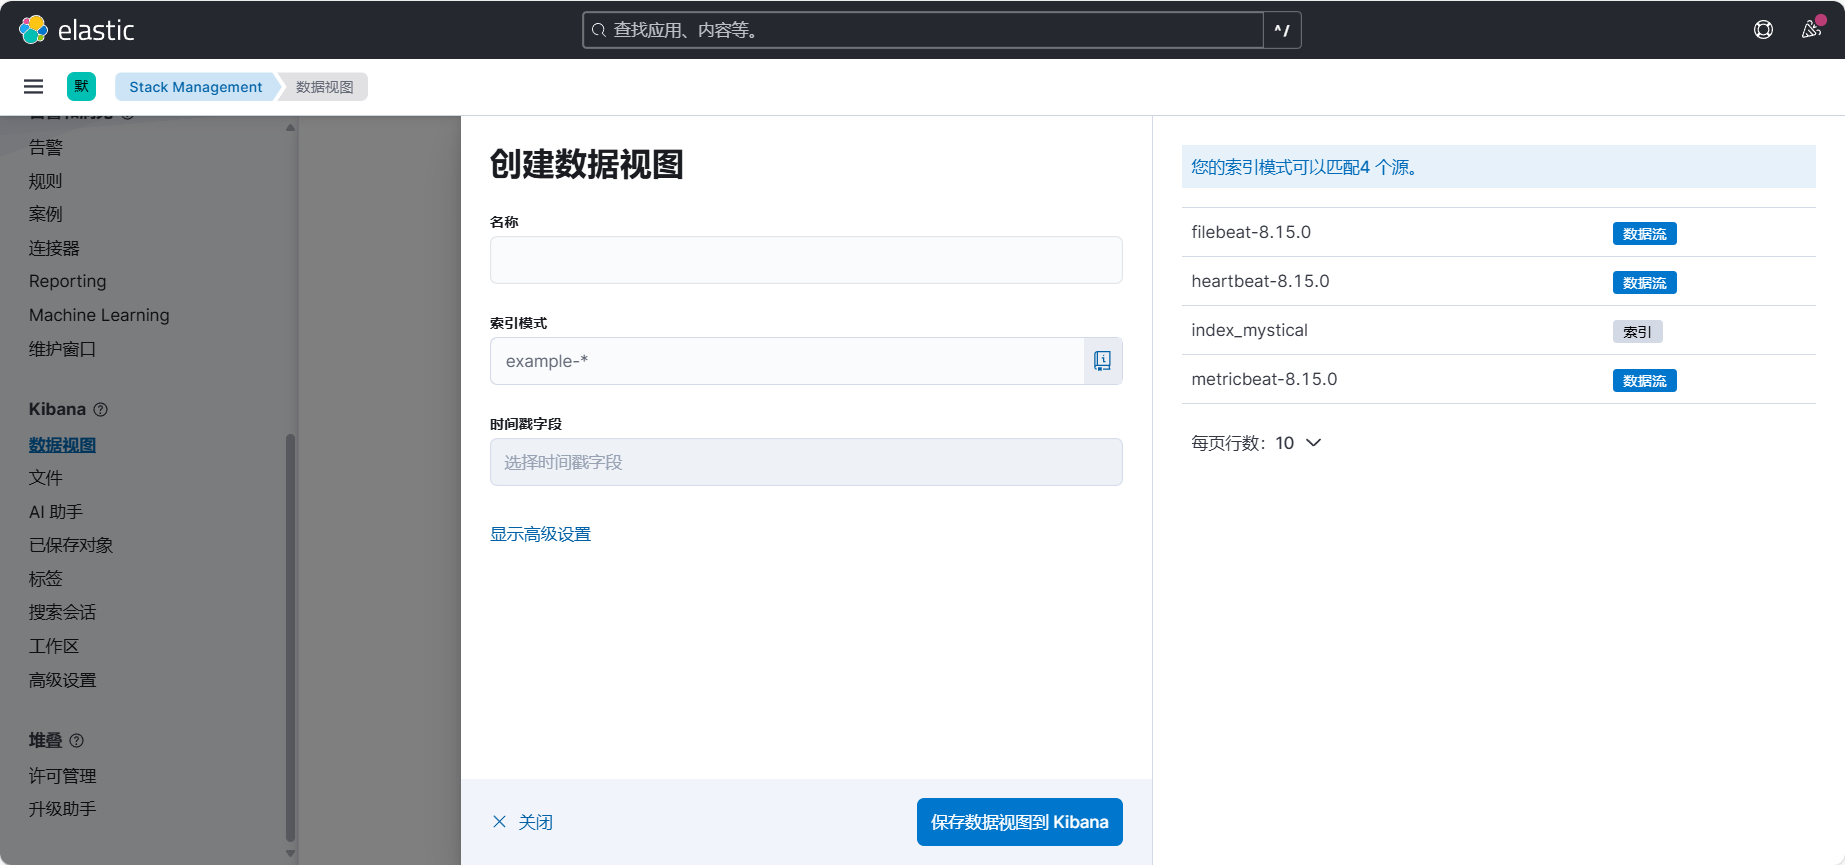 elastic
查找应用、内容等。
^/
默
Stack Management
数据视图
告警
规则
案例
连接器
Reporting
Machine Learning
维护窗口
Kibana
数据视图
文件
AI 助手
已保存对象
标签
搜索会话
工作区
高级设置
堆叠
许可管理
升级助手
创建数据视图
名称
索引模式
example-*
时间戳字段
选择时间戳字段
显示高级设置
关闭
保存数据视图到 Kibana
您的索引模式可以匹配4 个源。
filebeat-8.15.0 数据流
heartbeat-8.15.0 数据流
index_mystical 索引
metricbeat-8.15.0 数据流
每页行数: 10